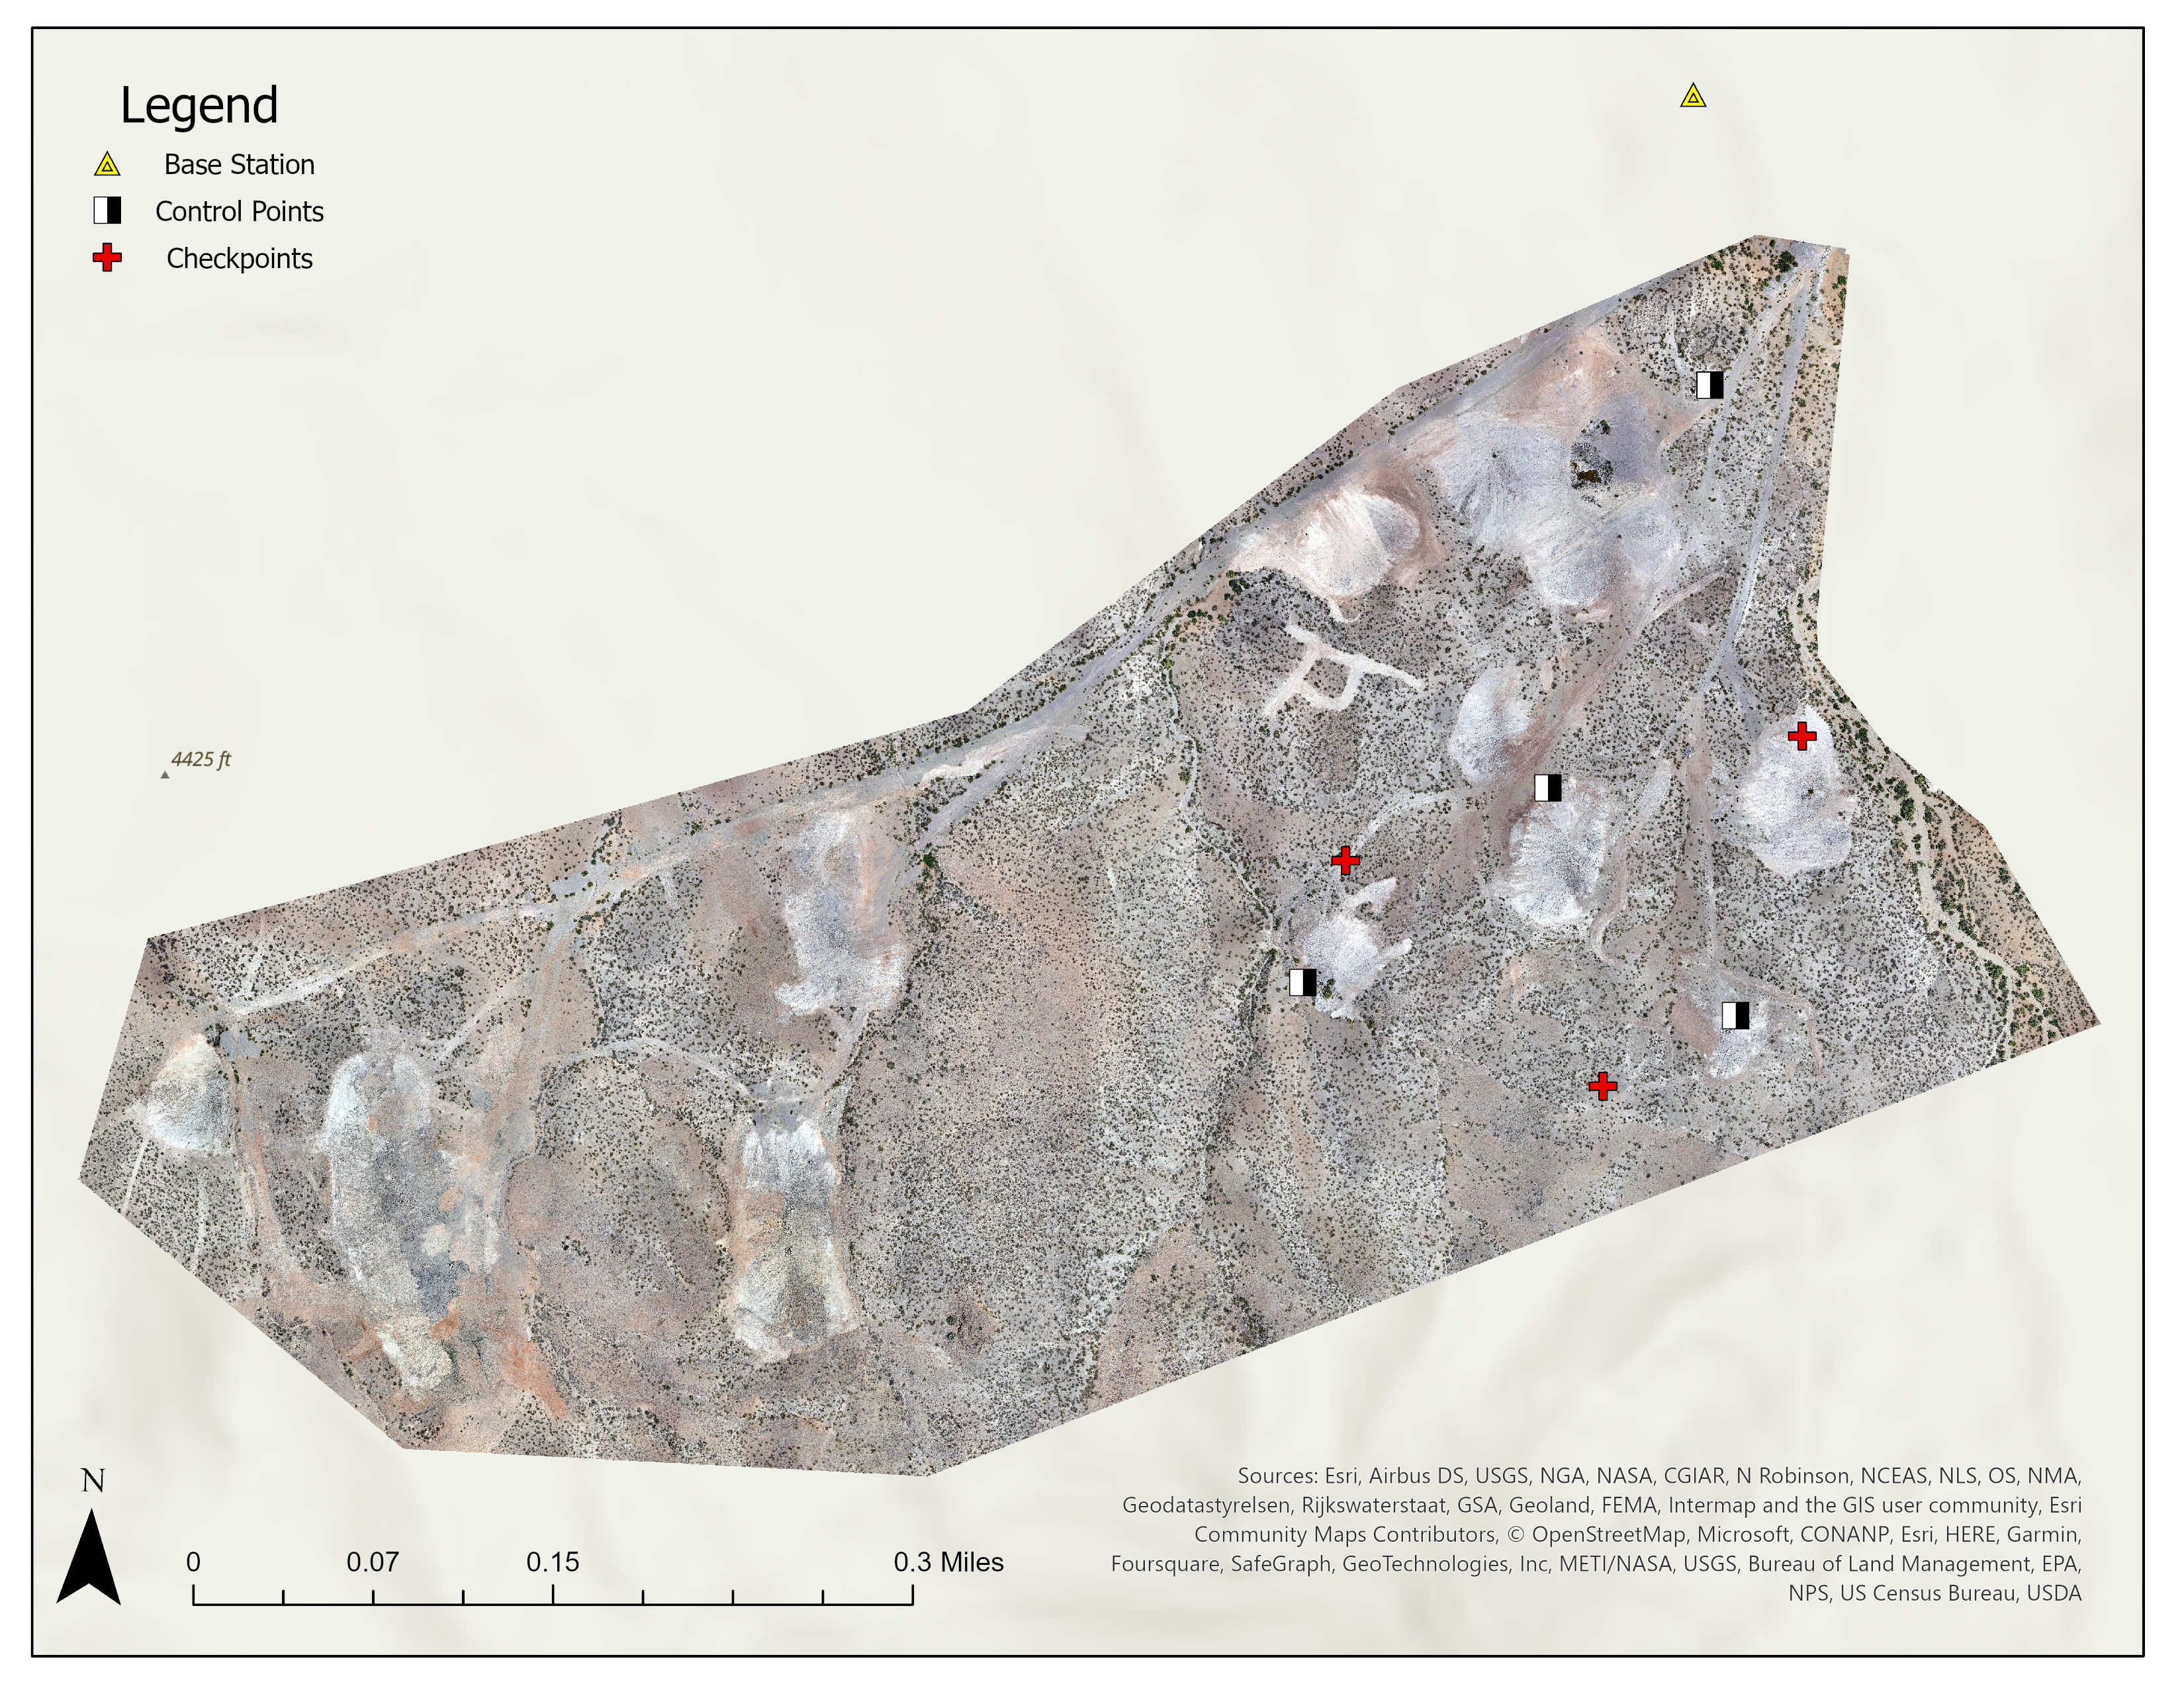 Legend
Base Station
Control Points
Checkpoints
4425 ft
N
0 0.07 0.15 0.3 Miles
Sources: Esri, Airbus DS, USGS, NGA, NASA, CGIAR, N Robinson, NCEAS, NLS, OS, NMA,
Geodatastyrelsen, Rijkswaterstaat, GSA, Geoland, FEMA, Intermap and the GIS user community, Esri
Community Maps Contributors, © OpenStreetMap, Microsoft, CONANP, Esri, HERE, Garmin,
Foursquare, SafeGraph, GeoTechnologies, Inc, METI/NASA, USGS, Bureau of Land Management, EPA,
NPS, US Census Bureau, USDA